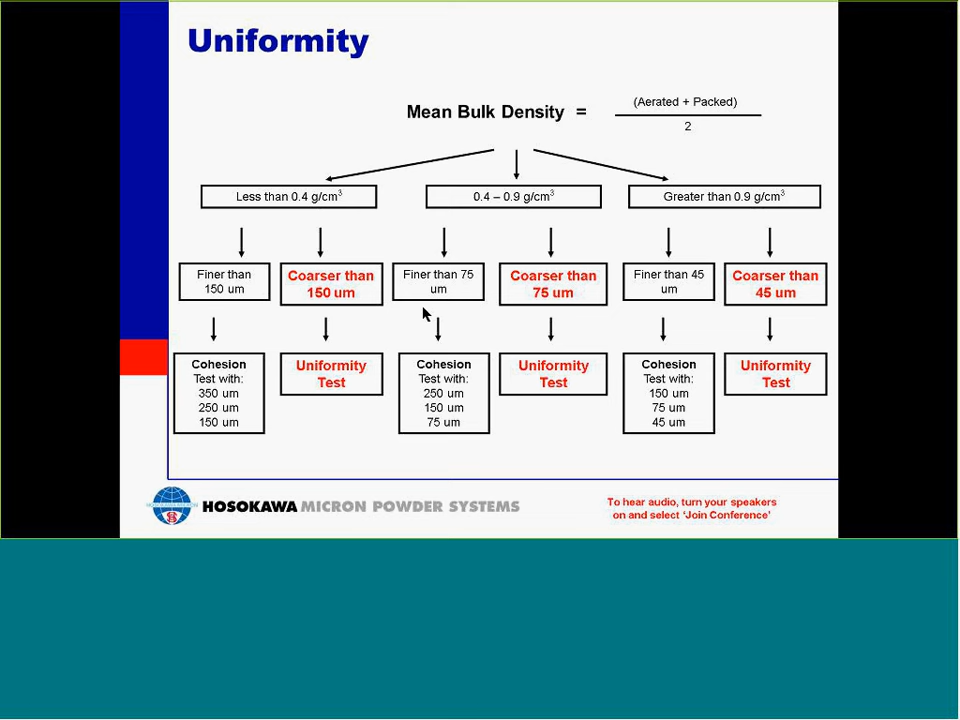 Uniformity
Mean Bulk Density =
(Aerated + Packed)
2
Less than 0.4 g/cm³
0.4 – 0.9 g/cm³
Greater than 0.9 g/cm³
Finer than
150 um
Coarser than
150 um
Finer than 75
um
Coarser than
75 um
Finer than 45
um
Coarser than
45 um
Cohesion
Test with:
350 um
250 um
150 um
Uniformity
Test
Cohesion
Test with:
250 um
150 um
75 um
Uniformity
Test
Cohesion
Test with:
150 um
75 um
45 um
Uniformity
Test
HOSOKAWA MICRON POWDER SYSTEMS
To hear audio, turn your speakers
on and select ‘Join Conference’